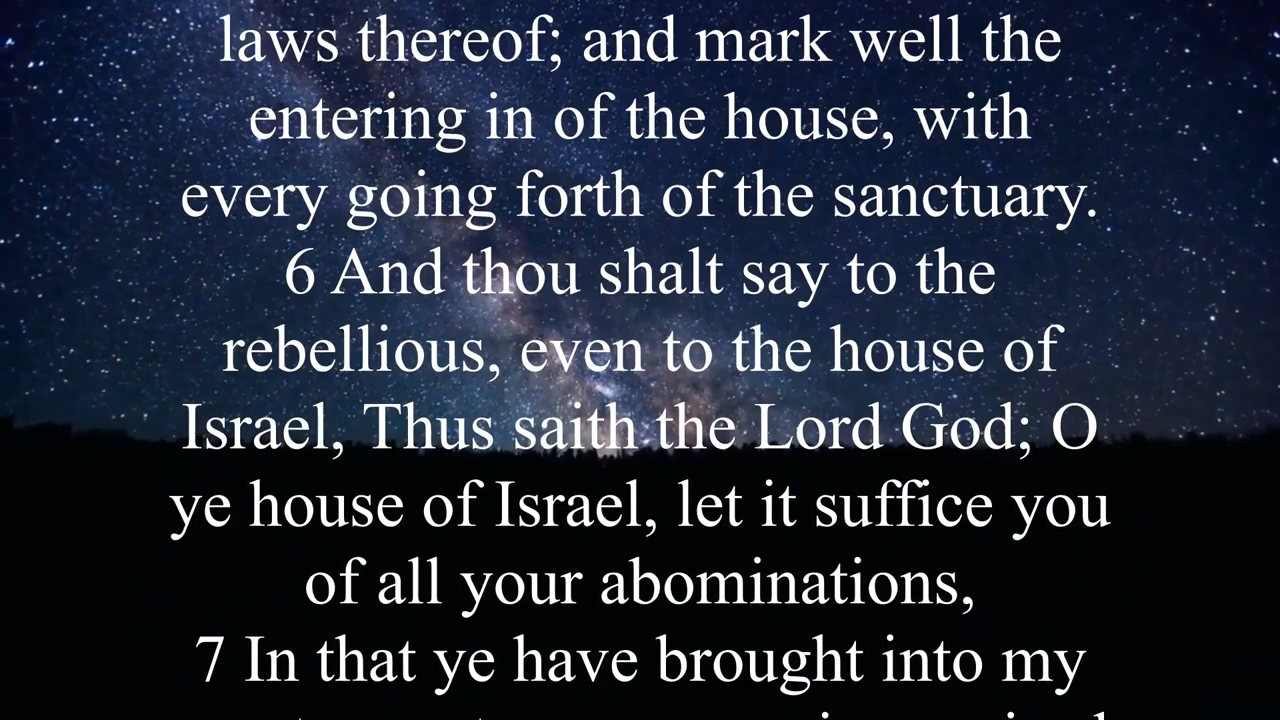 laws thereof; and mark well the
entering in of the house, with
every going forth of the sanctuary.
6 And thou shalt say to the
rebellious, even to the house of
Israel, Thus saith the Lord God; O
ye house of Israel, let it suffice you
of all your abominations,
7 In that ye have brought into my